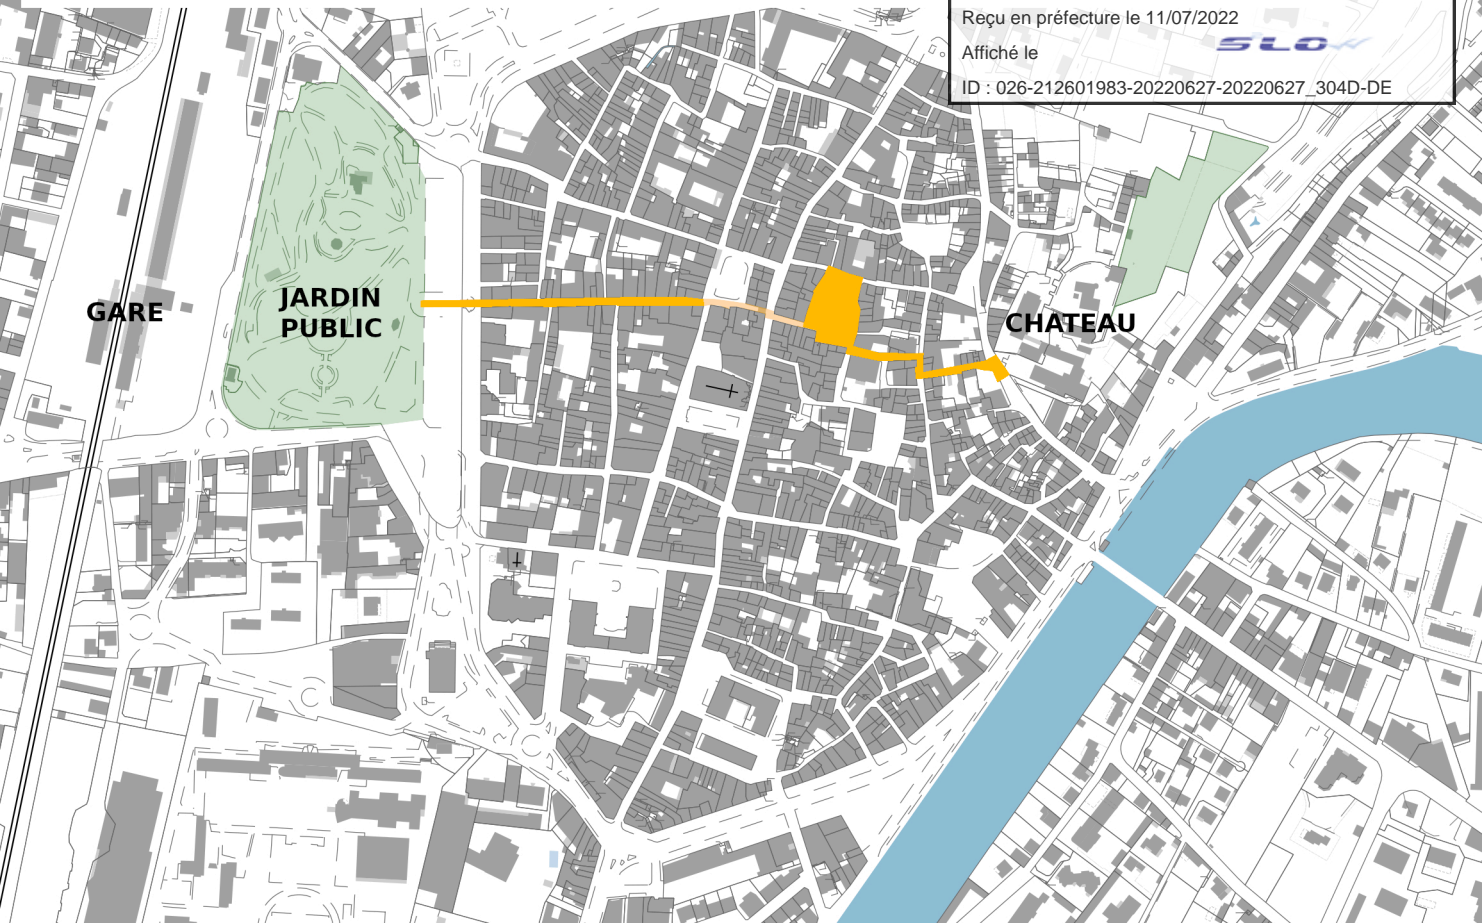 Reçu en préfecture le 11/07/2022
Affiché le
SLOW
ID : 026-212601983-20220627-20220627_304D-DE
GARE
JARDIN
PUBLIC
CHATEAU